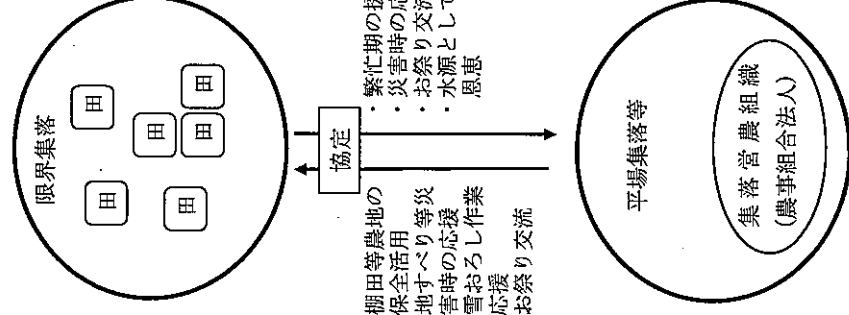 限界集落
田
田
田
田
田
田
協定
・繁忙期の
・災害時の
・お祭り交流
・水源として
恩恵
棚田等農地の
保全活用
地すべり等災
害時の応援
雪おろし作業
応援
お祭り交流
平場集落等
集落営農組織
(農事組合法人)